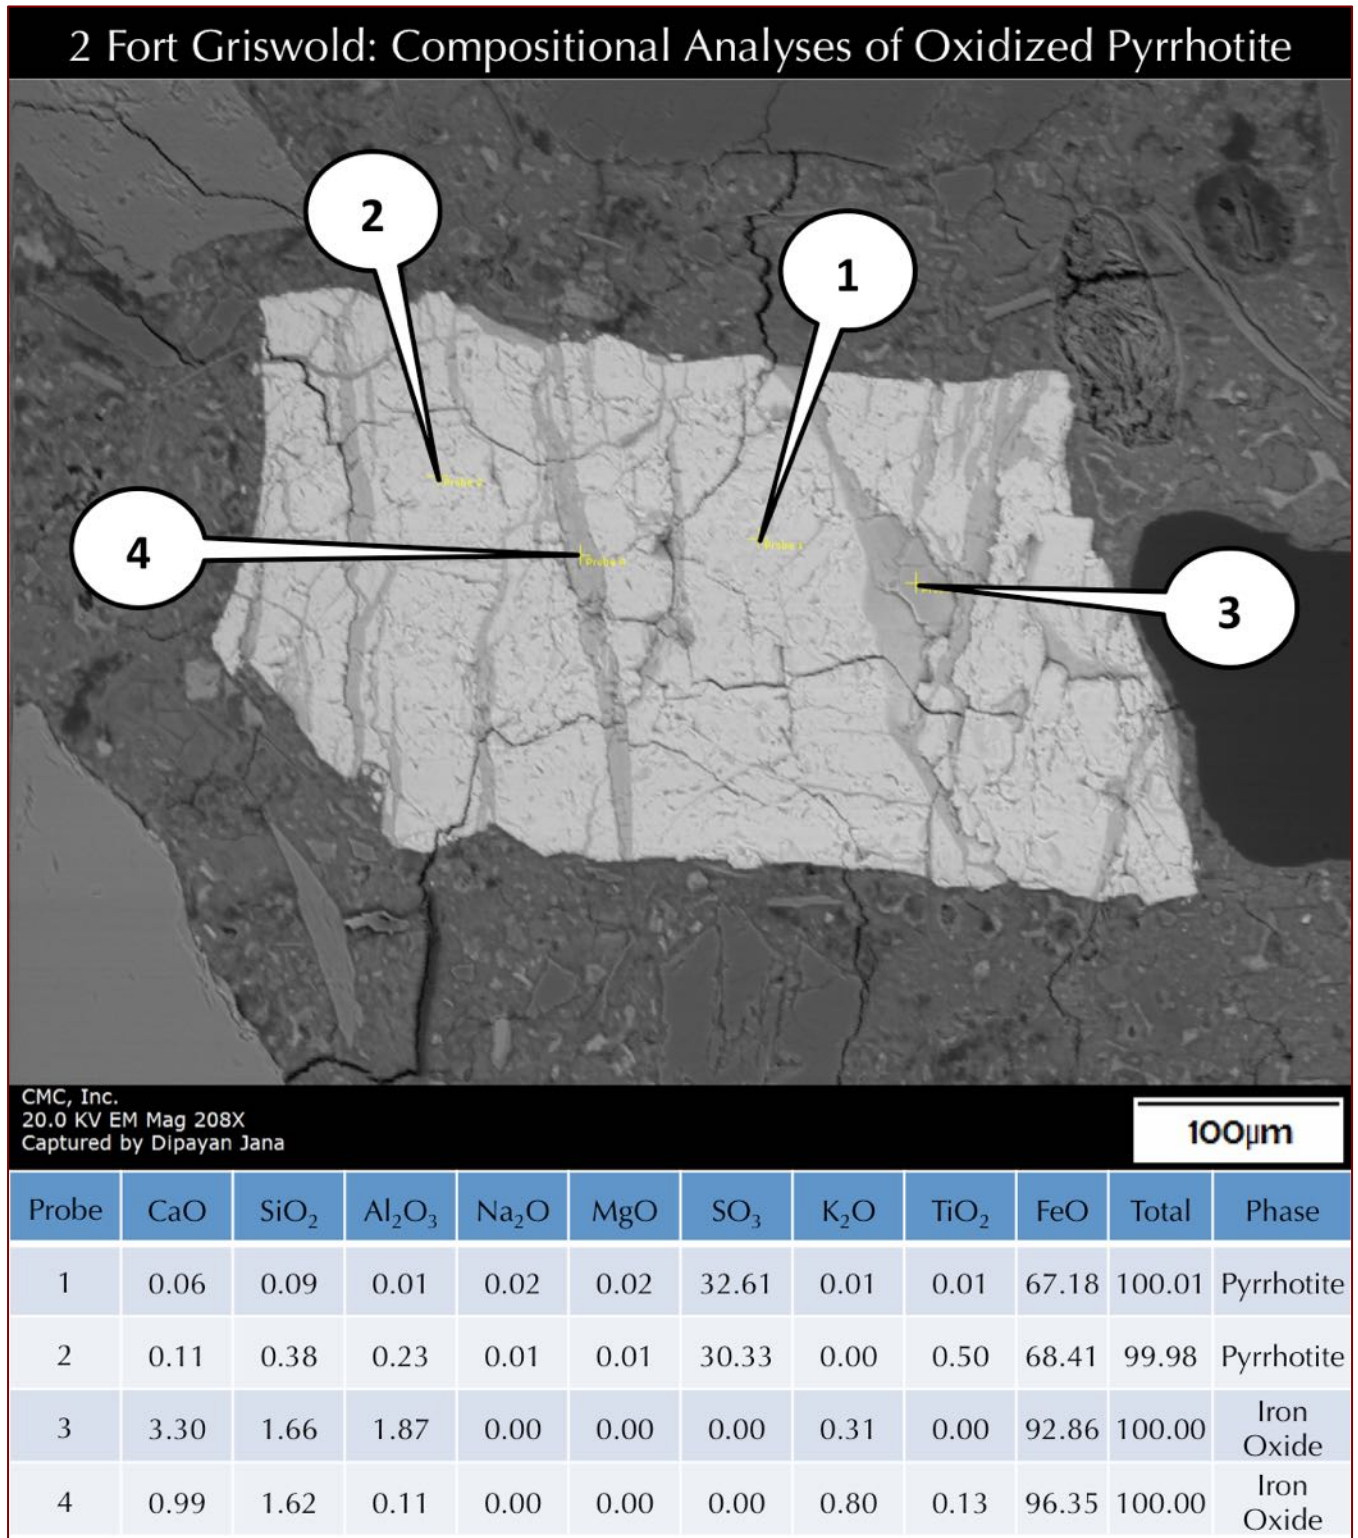 2 Fort Griswold: Compositional Analyses of Oxidized Pyrrhotite
2
1
4
3
Probe 2
Probe 1
Probe 4
CMC, Inc.
20.0 KV EM Mag 208X
Captured by Dipayan Jana
100µm
Probe CaO SiO₂ Al₂O₃ Na₂O MgO SO₃ K₂O TiO₂ FeO Total Phase
1 0.06 0.09 0.01 0.02 0.02 32.61 0.01 0.01 67.18 100.01 Pyrrhotite
2 0.11 0.38 0.23 0.01 0.01 30.33 0.00 0.50 68.41 99.98 Pyrrhotite
3 3.30 1.66 1.87 0.00 0.00 0.00 0.31 0.00 92.86 100.00 Iron Oxide
4 0.99 1.62 0.11 0.00 0.00 0.00 0.80 0.13 96.35 100.00 Iron Oxide